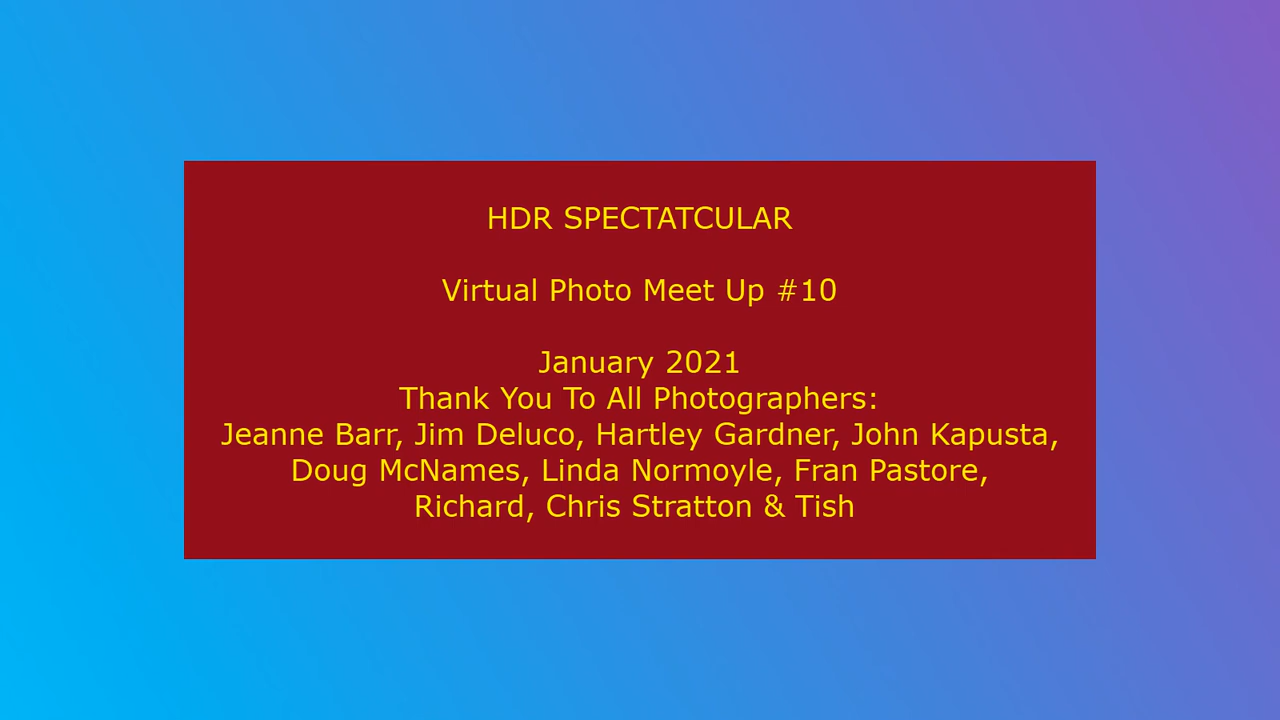 HDR SPECTATCULAR
Virtual Photo Meet Up #10
January 2021
Thank You To All Photographers:
Jeanne Barr, Jim Deluco, Hartley Gardner, John Kapusta,
Doug McNames, Linda Normoyle, Fran Pastore,
Richard, Chris Stratton & Tish